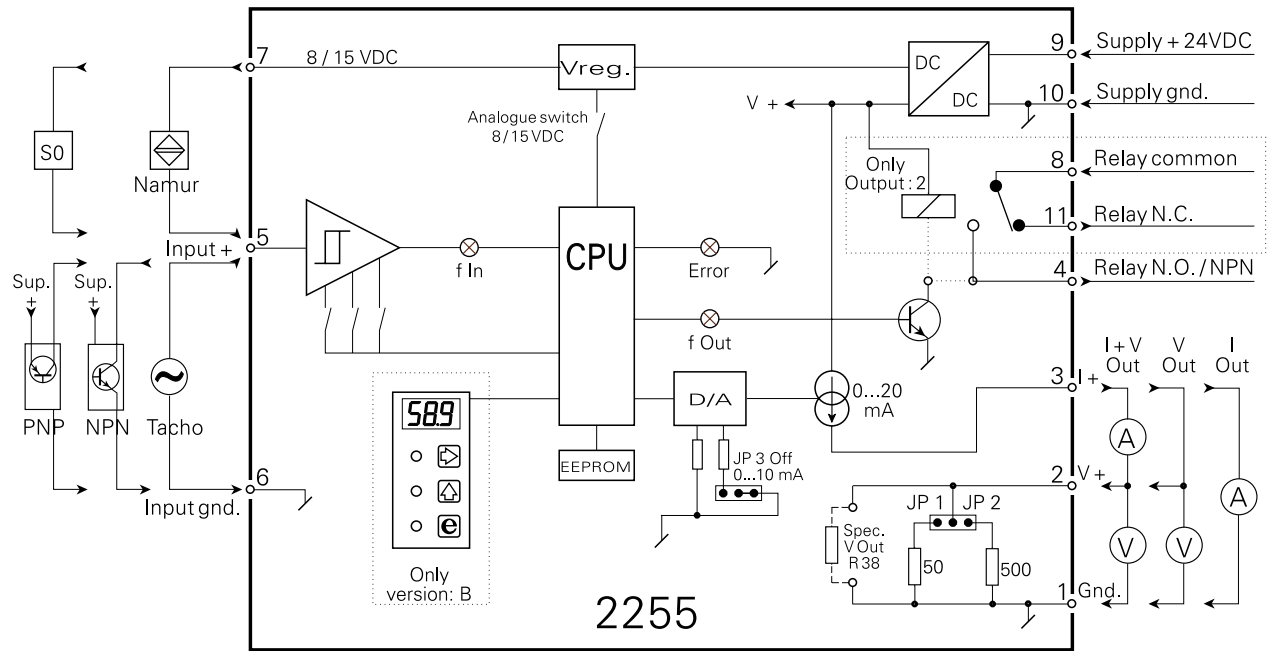 7
8 / 15 VDC
Vreg.
DC
DC
9
Supply + 24VDC
10
Supply gnd.
V +
Analogue switch
8 / 15 VDC
S0
Namur
Only
Output : 2
8
Relay common
11
Relay N.C.
4
Relay N.O. / NPN
Input +
5
f In
CPU
Error
f Out
Sup.
+
Sup.
+
PNP
NPN
Tacho
58.9
e
Only
version: B
EEPROM
D/A
JP 3 Off
0...10 mA
0...20
mA
3
I +
I + V
Out
V
Out
I
Out
A
A
V
V
2
V +
JP 1
JP 2
Spec.
V Out
R 38
50
500
1
Gnd.
6
Input gnd.
2255